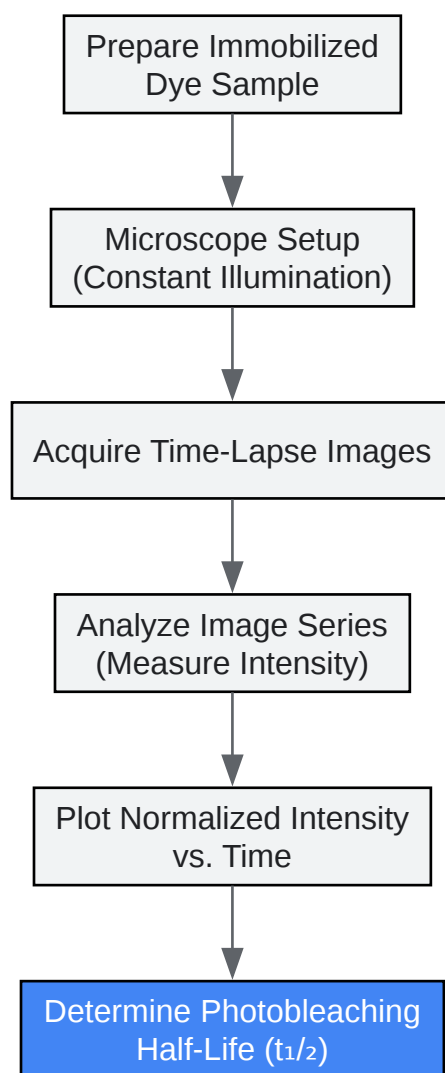 Prepare Immobilized
Dye Sample
Microscope Setup
(Constant Illumination)
Acquire Time-Lapse Images
Analyze Image Series
(Measure Intensity)
Plot Normalized Intensity
vs. Time
Determine Photobleaching
Half-Life (t₁/₂)